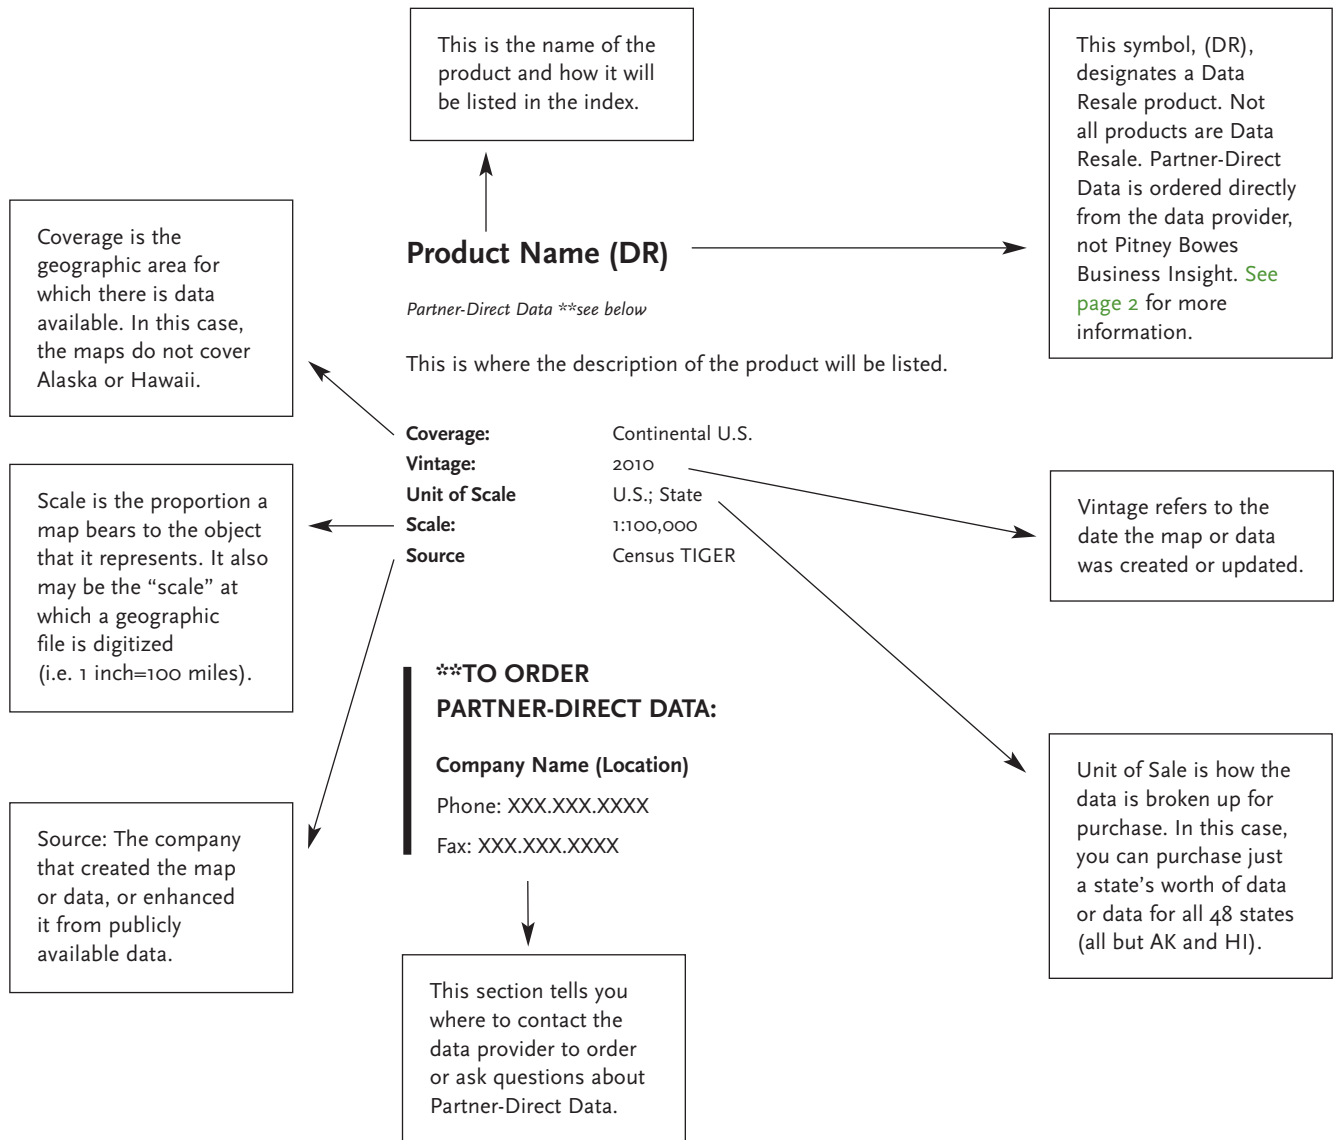 This is the name of the
product and how it will
be listed in the index.
This symbol, (DR),
designates a Data
Resale product. Not
all products are Data
Resale. Partner-Direct
Data is ordered directly
from the data provider,
not Pitney Bowes
Business Insight. See
page 2 for more
information.
Coverage is the
geographic area for
which there is data
available. In this case,
the maps do not cover
Alaska or Hawaii.
Product Name (DR)
Partner-Direct Data **see below
This is where the description of the product will be listed.
Coverage: Continental U.S.
Vintage: 2010
Unit of Scale U.S.; State
Scale: 1:100,000
Source Census TIGER
Scale is the proportion a
map bears to the object
that it represents. It also
may be the “scale” at
which a geographic
file is digitized
(i.e. 1 inch=100 miles).
Vintage refers to the
date the map or data
was created or updated.
**TO ORDER
PARTNER-DIRECT DATA:
Company Name (Location)
Phone: XXX.XXX.XXXX
Fax: XXX.XXX.XXXX
Unit of Sale is how the
data is broken up for
purchase. In this case,
you can purchase just
a state’s worth of data
or data for all 48 states
(all but AK and HI).
Source: The company
that created the map
or data, or enhanced
it from publicly
available data.
This section tells you
where to contact the
data provider to order
or ask questions about
Partner-Direct Data.